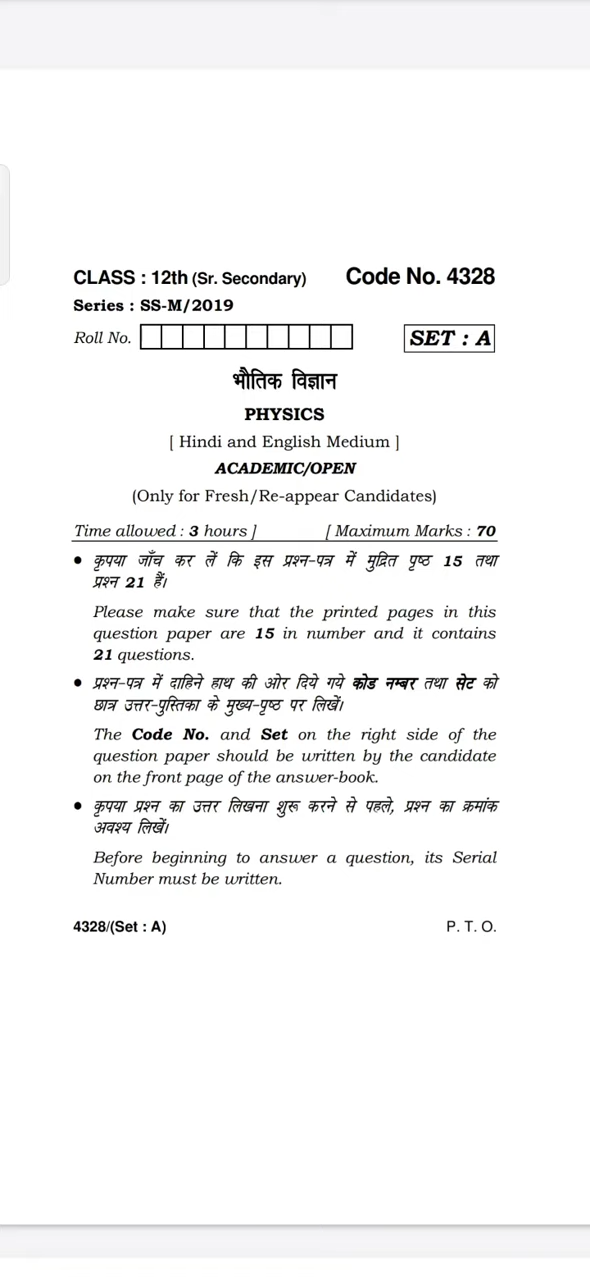 CLASS : 12th (Sr. Secondary) Code No. 4328
Series : SS-M/2019
Roll No. SET : A
भौतिक विज्ञान
PHYSICS
[ Hindi and English Medium ]
ACADEMIC/OPEN
(Only for Fresh/Re-appear Candidates)
Time allowed : 3 hours ] [ Maximum Marks : 70
• कृपया जाँच कर लें कि इस प्रश्न-पत्र में मुद्रित पृष्ठ 15 तथा
प्रश्न 21 हैं।
Please make sure that the printed pages in this
question paper are 15 in number and it contains
21 questions.
• प्रश्न-पत्र में दाहिने हाथ की ओर दिये गये कोड नम्बर तथा सेट को
छात्र उत्तर-पुस्तिका के मुख्य-पृष्ठ पर लिखें।
The Code No. and Set on the right side of the
question paper should be written by the candidate
on the front page of the answer-book.
• कृपया प्रश्न का उत्तर लिखना शुरू करने से पहले, प्रश्न का क्रमांक
अवश्य लिखें।
Before beginning to answer a question, its Serial
Number must be written.
4328/(Set : A) P. T. O.